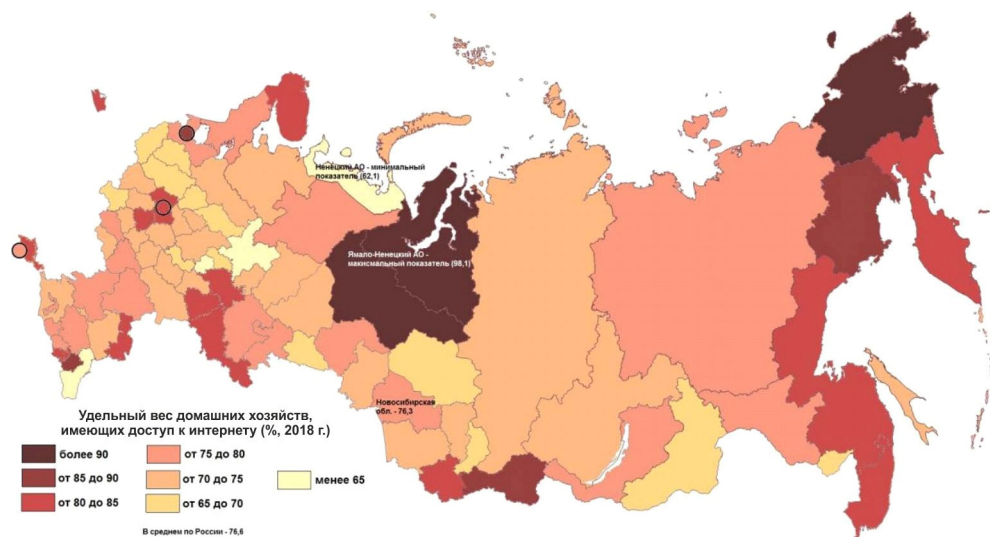 Ненецкий АО - минимальный
показатель (62,1)
Ямало-Ненецкий АО -
макисмальный показатель (98,1)
Новосибирская
обл. - 76,3
Удельный вес домашних хозяйств,
имеющих доступ к интернету (%, 2018 г.)
более 90
от 85 до 90
от 80 до 85
от 75 до 80
от 70 до 75
от 65 до 70
менее 65
В среднем по России - 76,6